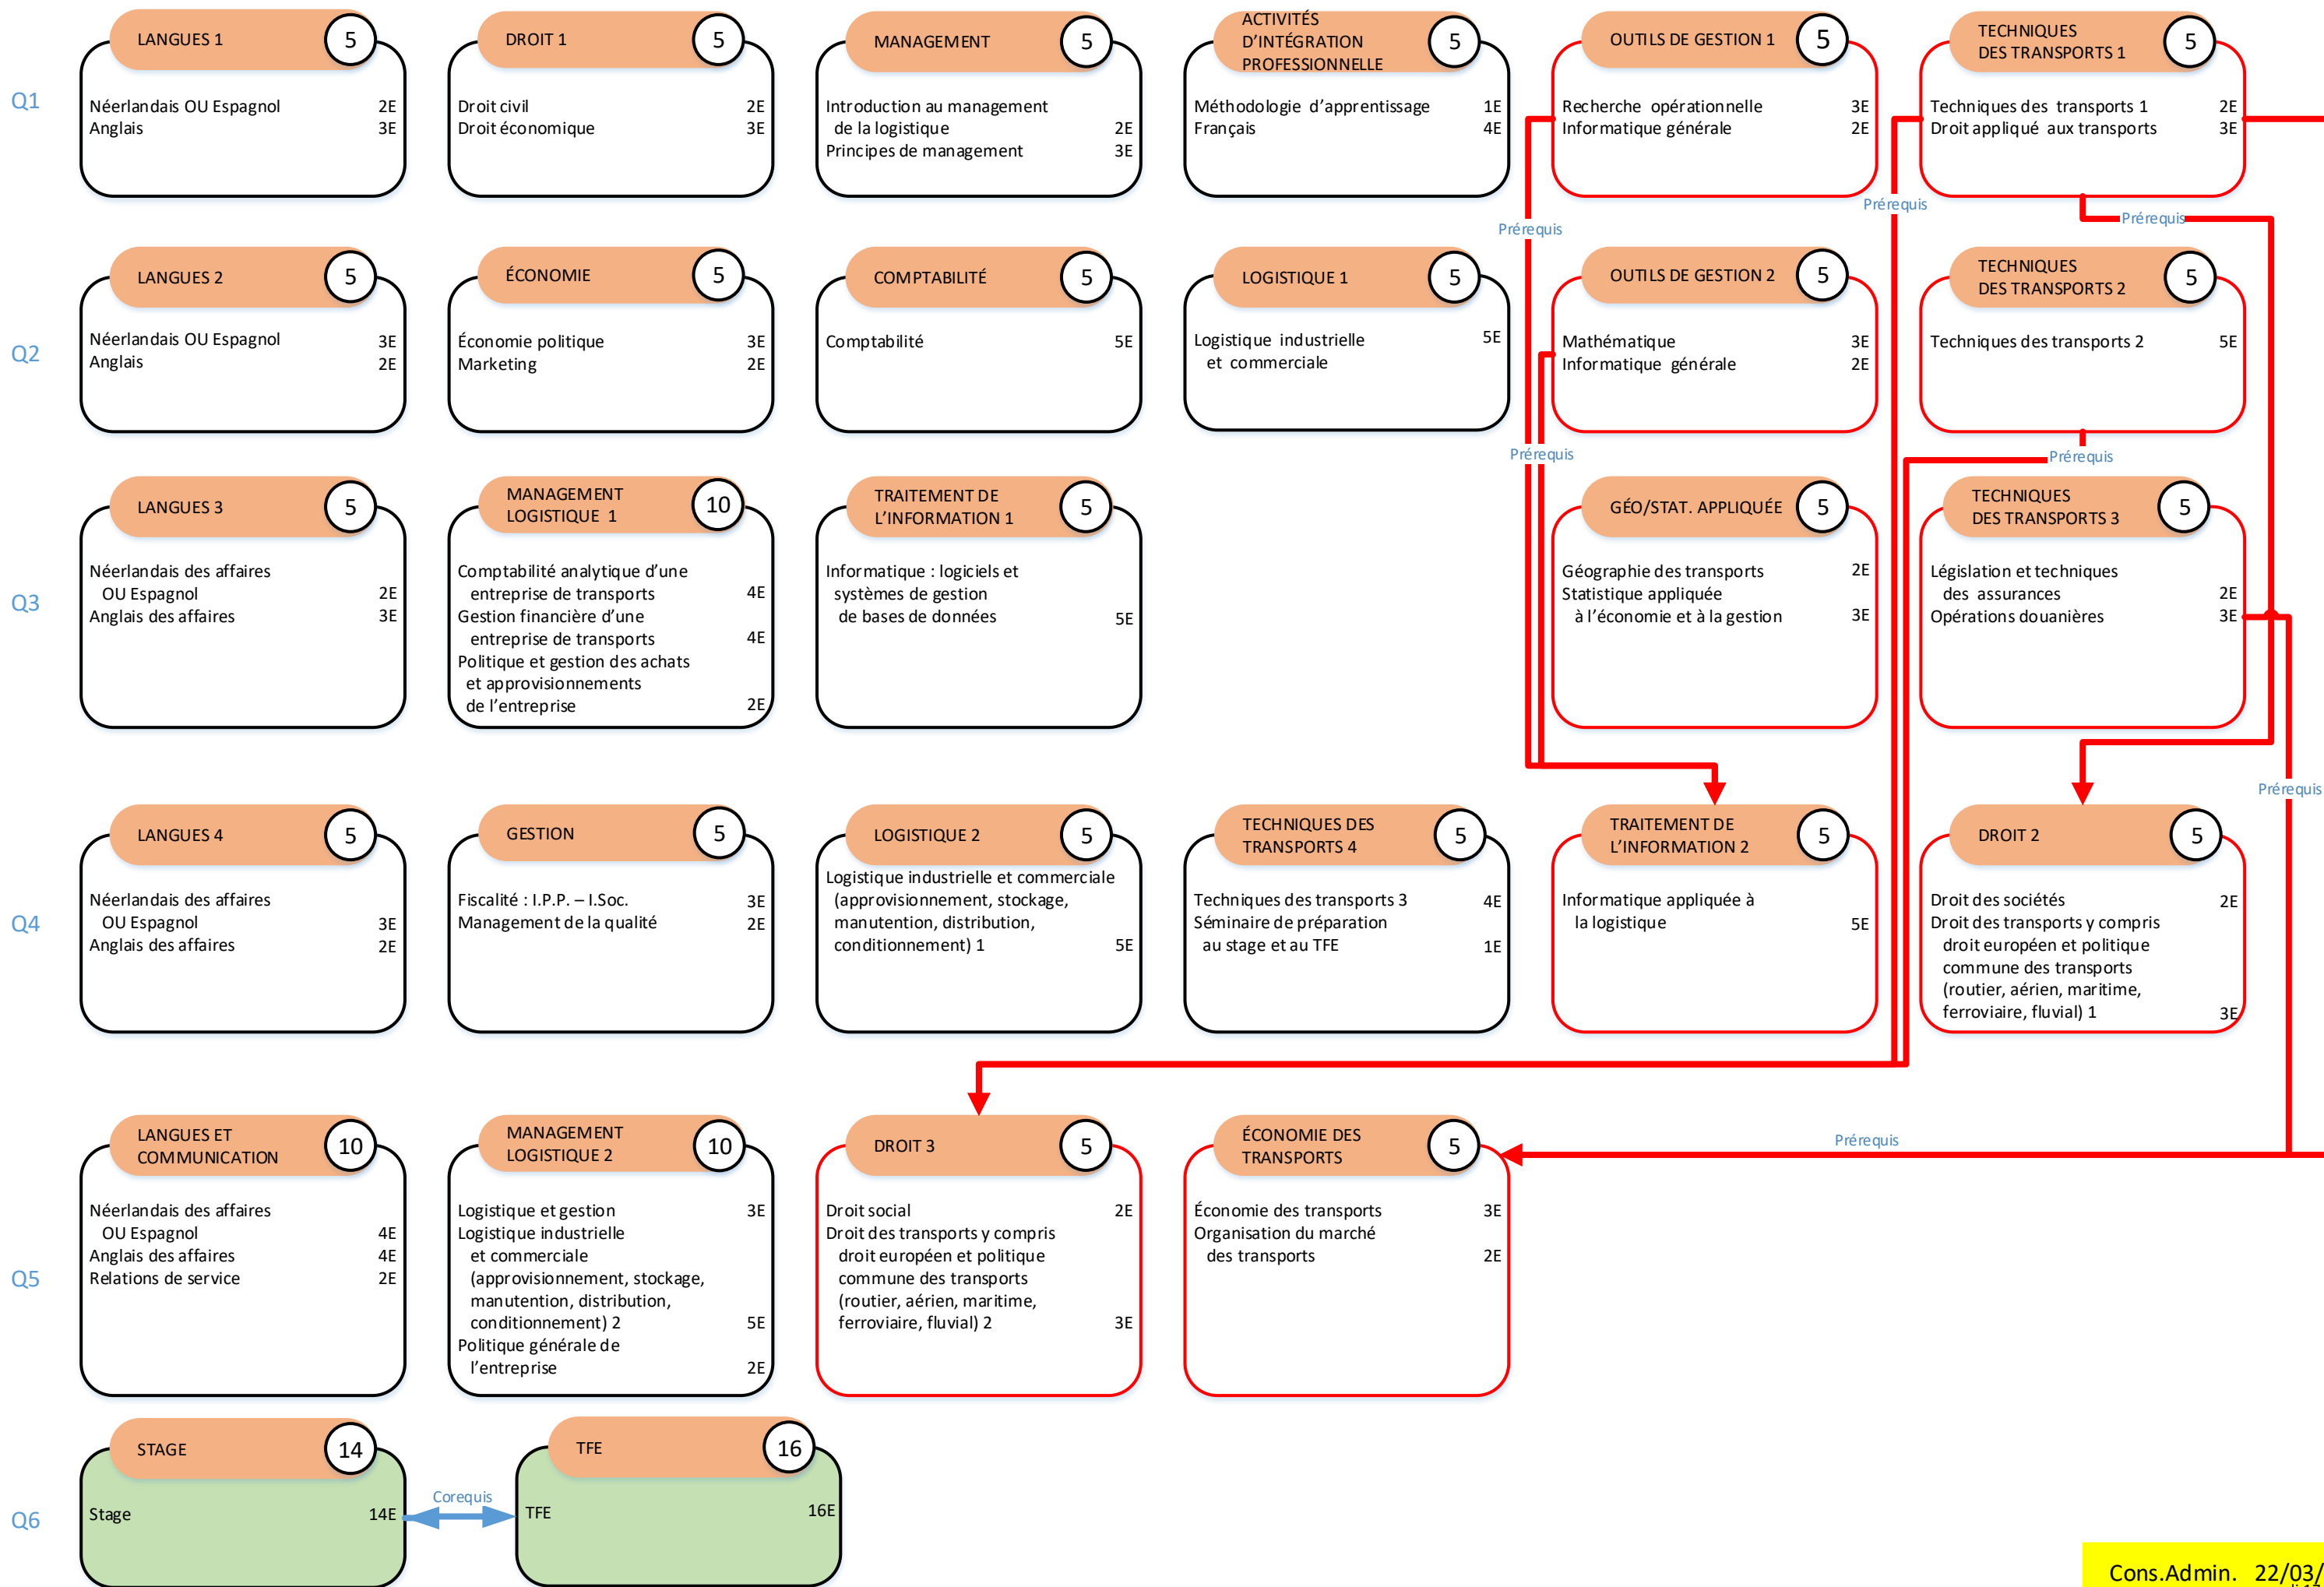 LANGUES 1 5
Néerlandais OU Espagnol 2E
Anglais 3E
DROIT 1 5
Droit civil 2E
Droit économique 3E
MANAGEMENT 5
Introduction au management
de la logistique 2E
Principes de management 3E
ACTIVITÉS
D’INTÉGRATION
PROFESSIONNELLE
5
Méthodologie d’apprentissage 1E
Français 4E
OUTILS DE GESTION 1 5
Recherche opérationnelle 3E
Informatique générale 2E
TECHNIQUES
DES TRANSPORTS 1
5
Techniques des transports 1 2E
Droit appliqué aux transports 3E
Q1
Prérequis
Prérequis
Prérequis
LANGUES 2 5
Néerlandais OU Espagnol 3E
Anglais 2E
ÉCONOMIE 5
Économie politique 3E
Marketing 2E
COMPTABILITÉ 5
Comptabilité 5E
LOGISTIQUE 1 5
Logistique industrielle 5E
et commerciale
OUTILS DE GESTION 2 5
Mathématique 3E
Informatique générale 2E
TECHNIQUES
DES TRANSPORTS 2
5
Techniques des transports 2 5E
Q2
Prérequis
Prérequis
LANGUES 3 5
Néerlandais des affaires
OU Espagnol 2E
Anglais des affaires 3E
MANAGEMENT
LOGISTIQUE 1
10
Comptabilité analytique d’une
entreprise de transports 4E
Gestion financière d’une
entreprise de transports 4E
Politique et gestion des achats
et approvisionnements
de l’entreprise 2E
TRAITEMENT DE
L’INFORMATION 1
5
Informatique : logiciels et
systèmes de gestion
de bases de données 5E
GÉO/STAT. APPLIQUÉE 5
Géographie des transports 2E
Statistique appliquée
à l’économie et à la gestion 3E
TECHNIQUES
DES TRANSPORTS 3
5
Législation et techniques
des assurances 2E
Opérations douanières 3E
Q3
Prérequis
LANGUES 4 5
Néerlandais des affaires
OU Espagnol 3E
Anglais des affaires 2E
GESTION 5
Fiscalité : I.P.P. – I.Soc. 3E
Management de la qualité 2E
LOGISTIQUE 2 5
Logistique industrielle et commerciale
(approvisionnement, stockage,
manutention, distribution,
conditionnement) 1 5E
TECHNIQUES DES
TRANSPORTS 4
5
Techniques des transports 3 4E
Séminaire de préparation
au stage et au TFE 1E
TRAITEMENT DE
L’INFORMATION 2
5
Informatique appliquée à
la logistique 5E
DROIT 2 5
Droit des sociétés 2E
Droit des transports y compris
droit européen et politique
commune des transports
(routier, aérien, maritime,
ferroviaire, fluvial) 1 3E
Q4
LANGUES ET
COMMUNICATION
10
Néerlandais des affaires
OU Espagnol 4E
Anglais des affaires 4E
Relations de service 2E
MANAGEMENT
LOGISTIQUE 2
10
Logistique et gestion 3E
Logistique industrielle
et commerciale
(approvisionnement, stockage,
manutention, distribution,
conditionnement) 2 5E
Politique générale de
l’entreprise 2E
DROIT 3 5
Droit social 2E
Droit des transports y compris
droit européen et politique
commune des transports
(routier, aérien, maritime,
ferroviaire, fluvial) 2 3E
ÉCONOMIE DES
TRANSPORTS
5
Économie des transports 3E
Organisation du marché
des transports 2E
Prérequis
Q5
STAGE 14
Stage 14E
Corequis
TFE 16
TFE 16E
Q6
Cons.Admin. 22/03/